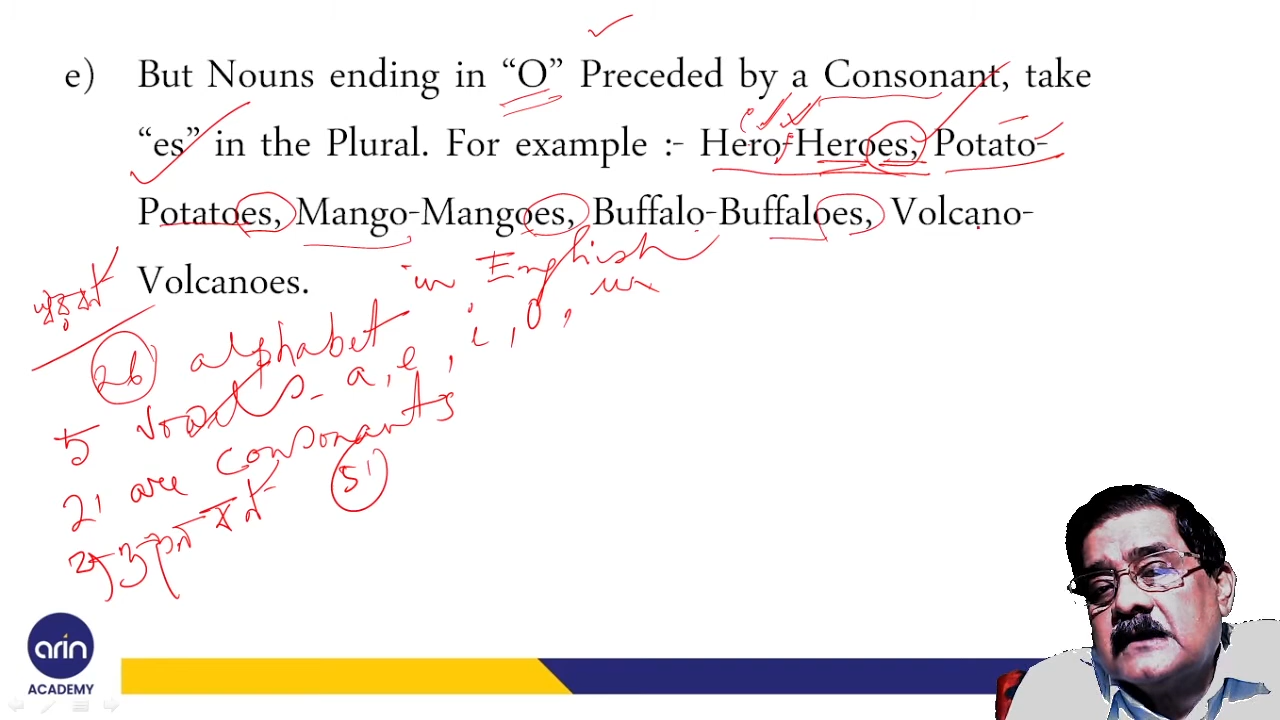 e) But Nouns ending in “O” Preceded by a Consonant, take
“es” in the Plural. For example :- Hero-Heroes, Potato-
Potatoes, Mango-Mangoes, Buffalo-Buffaloes, Volcano-
Volcanoes.
26 alphabet in English
5 vowels - a, e, i, o, u
21 are consonants
51
arin
ACADEMY